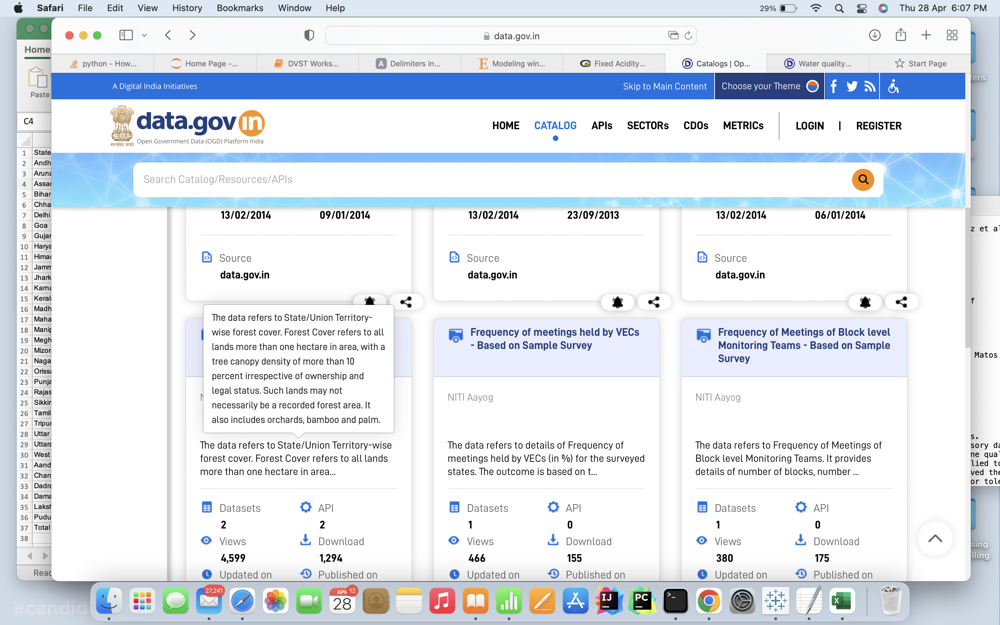 Safari File Edit View History Bookmarks Window Help 29% Thu 28 Apr 6:07 PM
data.gov.in
python - How... Home Page -... DVST Works... Delimiters in... Modeling win... Fixed Acidity... Catalogs | Op... Water quality... Start Page
Home
Paste
C4
1 State
2 Andh
3 Aruna
4 Assar
5 Bihar
6 Chha
7 Delhi
8 Goa
9 Gujar
10 Harya
11 Himac
12 Jamm
13 Jhark
14 Karna
15 Keral
16 Madh
17 Maha
18 Manip
19 Megh
20 Mizor
21 Naga
22 Orissa
23 Punja
24 Rajas
25 Sikkin
26 Tamil
27 Tripur
28 Uttar
29 Uttara
30 West
31 Aand
32 Chan
33 Dadra
34 Dama
35 Laksh
36 Pudu
37 Total
38
Reac
A Digital India Initiatives Skip to Main Content Choose your Theme
सत्यमेव जयते
data.gov in
Open Government Data (OGD) Platform India
HOME CATALOG APIs SECTORs CDOs METRICs LOGIN | REGISTER
Search Catalog/Resources/APIs
13/02/2014 09/01/2014
Source
data.gov.in
13/02/2014 23/09/2013
Source
data.gov.in
13/02/2014 06/01/2014
Source
data.gov.in
The data refers to State/Union Territory-
wise forest cover. Forest Cover refers to all
lands more than one hectare in area, with a
tree canopy density of more than 10
percent irrespective of ownership and
legal status. Such lands may not
necessarily be a recorded forest area. It
also includes orchards, bamboo and palm.
The data refers to State/Union Territory-wise
forest cover. Forest Cover refers to all lands
more than one hectare in area...
Datasets API
2 2
Views Download
4,599 1,294
Updated on Published on
Frequency of meetings held by VECs
- Based on Sample Survey
NITI Aayog
The data refers to details of Frequency of
meetings held by VECs (in %) for the surveyed
states. The outcome is based on t...
Datasets API
1 0
Views Download
466 155
Updated on Published on
Frequency of Meetings of Block level
Monitoring Teams - Based on Sample
Survey
NITI Aayog
The data refers to Frequency of Meetings of
Block level Monitoring Teams. It provides
details of number of blocks, number ...
Datasets API
1 0
Views Download
380 175
Updated on Published on
ers
z et al
f
Matos
s.
sory da
ne qual
lied to
ved the
or tole
sing
lling
@candid
27,241
APR 12
28
IJ
PC